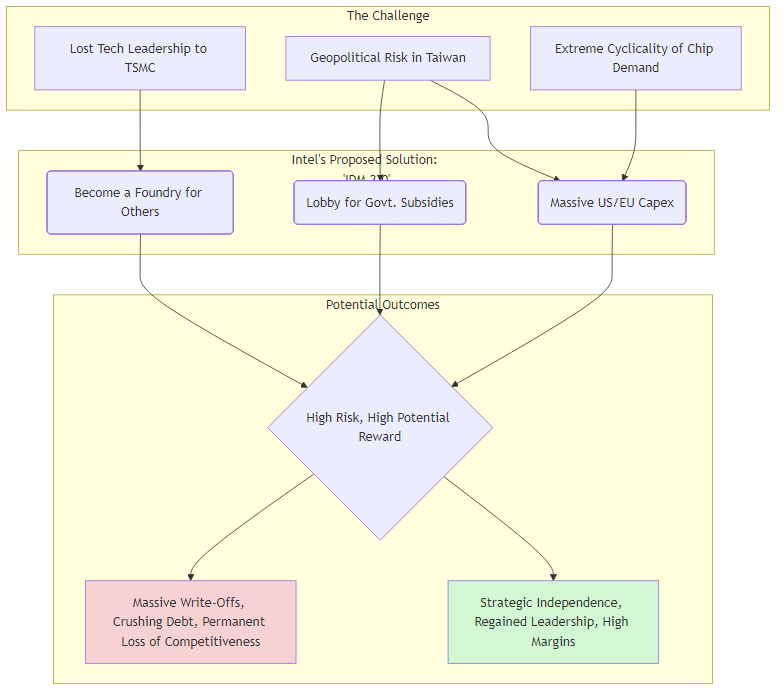 The Challenge
Lost Tech Leadership to
TSMC
Geopolitical Risk in Taiwan
Extreme Cyclicality of Chip
Demand
Intel's Proposed Solution:
Become a Foundry for
Others
Lobby for Govt. Subsidies
Massive US/EU Capex
Potential Outcomes
High Risk, High Potential
Reward
Massive Write-Offs,
Crushing Debt, Permanent
Loss of Competitiveness
Strategic Independence,
Regained Leadership, High
Margins